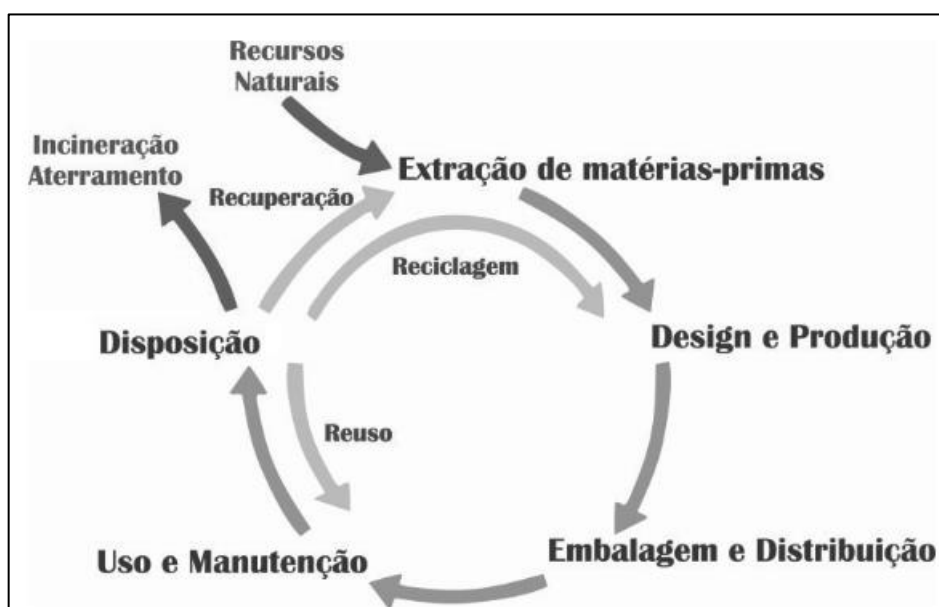 Recursos
Naturais
Incineração
Aterramento
Extração de matérias-primas
Recuperação
Reciclagem
Disposição
Design e Produção
Reuso
Uso e Manutenção
Embalagem e Distribuição